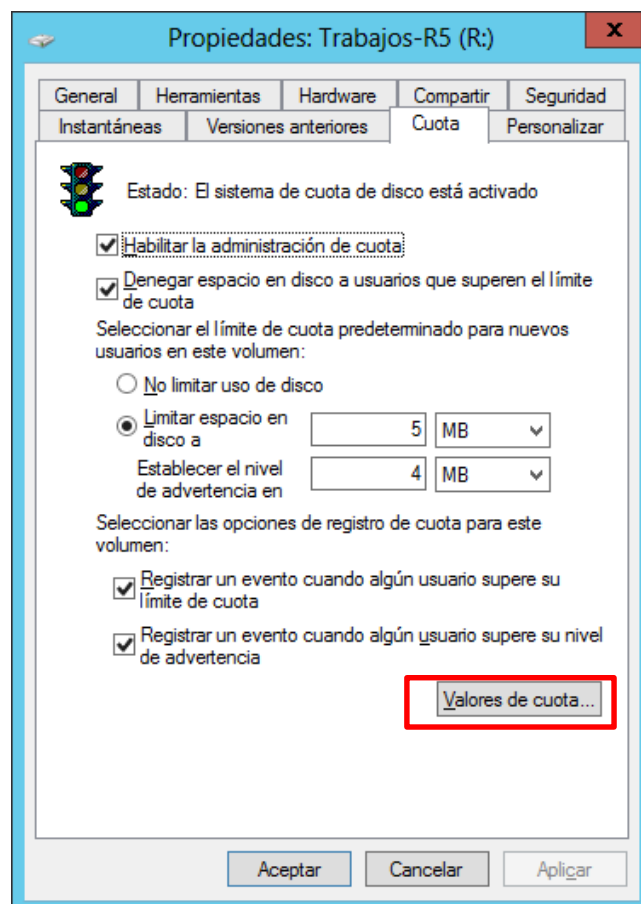 Propiedades: Trabajos-R5 (R:)
x
General Herramientas Hardware Compartir Seguridad
Instantáneas Versiones anteriores Cuota Personalizar
Estado: El sistema de cuota de disco está activado
Habilitar la administración de cuota
Denegar espacio en disco a usuarios que superen el límite
de cuota
Seleccionar el límite de cuota predeterminado para nuevos
usuarios en este volumen:
No limitar uso de disco
Limitar espacio en
disco a
5 MB
Establecer el nivel
de advertencia en
4 MB
Seleccionar las opciones de registro de cuota para este
volumen:
Registrar un evento cuando algún usuario supere su
límite de cuota
Registrar un evento cuando algún usuario supere su nivel
de advertencia
Valores de cuota...
Aceptar Cancelar Aplicar